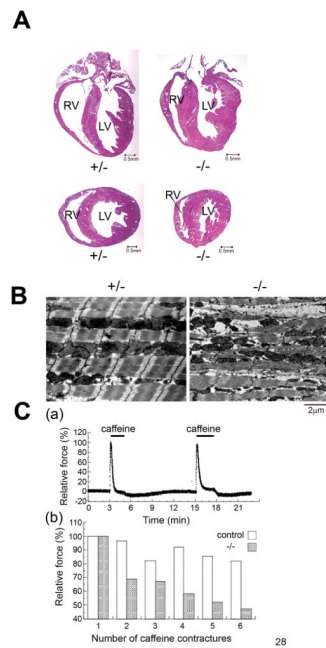 A
RV
LV
0.5mm
+/-
RV
LV
0.5mm
-/-
RV
LV
0.5mm
+/-
RV
LV
0.5mm
-/-
B
+/-
-/-
2μm
C
(a)
caffeine
caffeine
Relative force (%)
120
100
80
60
40
20
0
-20
0 3 6 9 12 15 18 21 24
Time (min)
(b)
control
-/-
Relative force (%)
100
90
80
70
60
50
40
1 2 3 4 5 6
Number of caffeine contractures
28